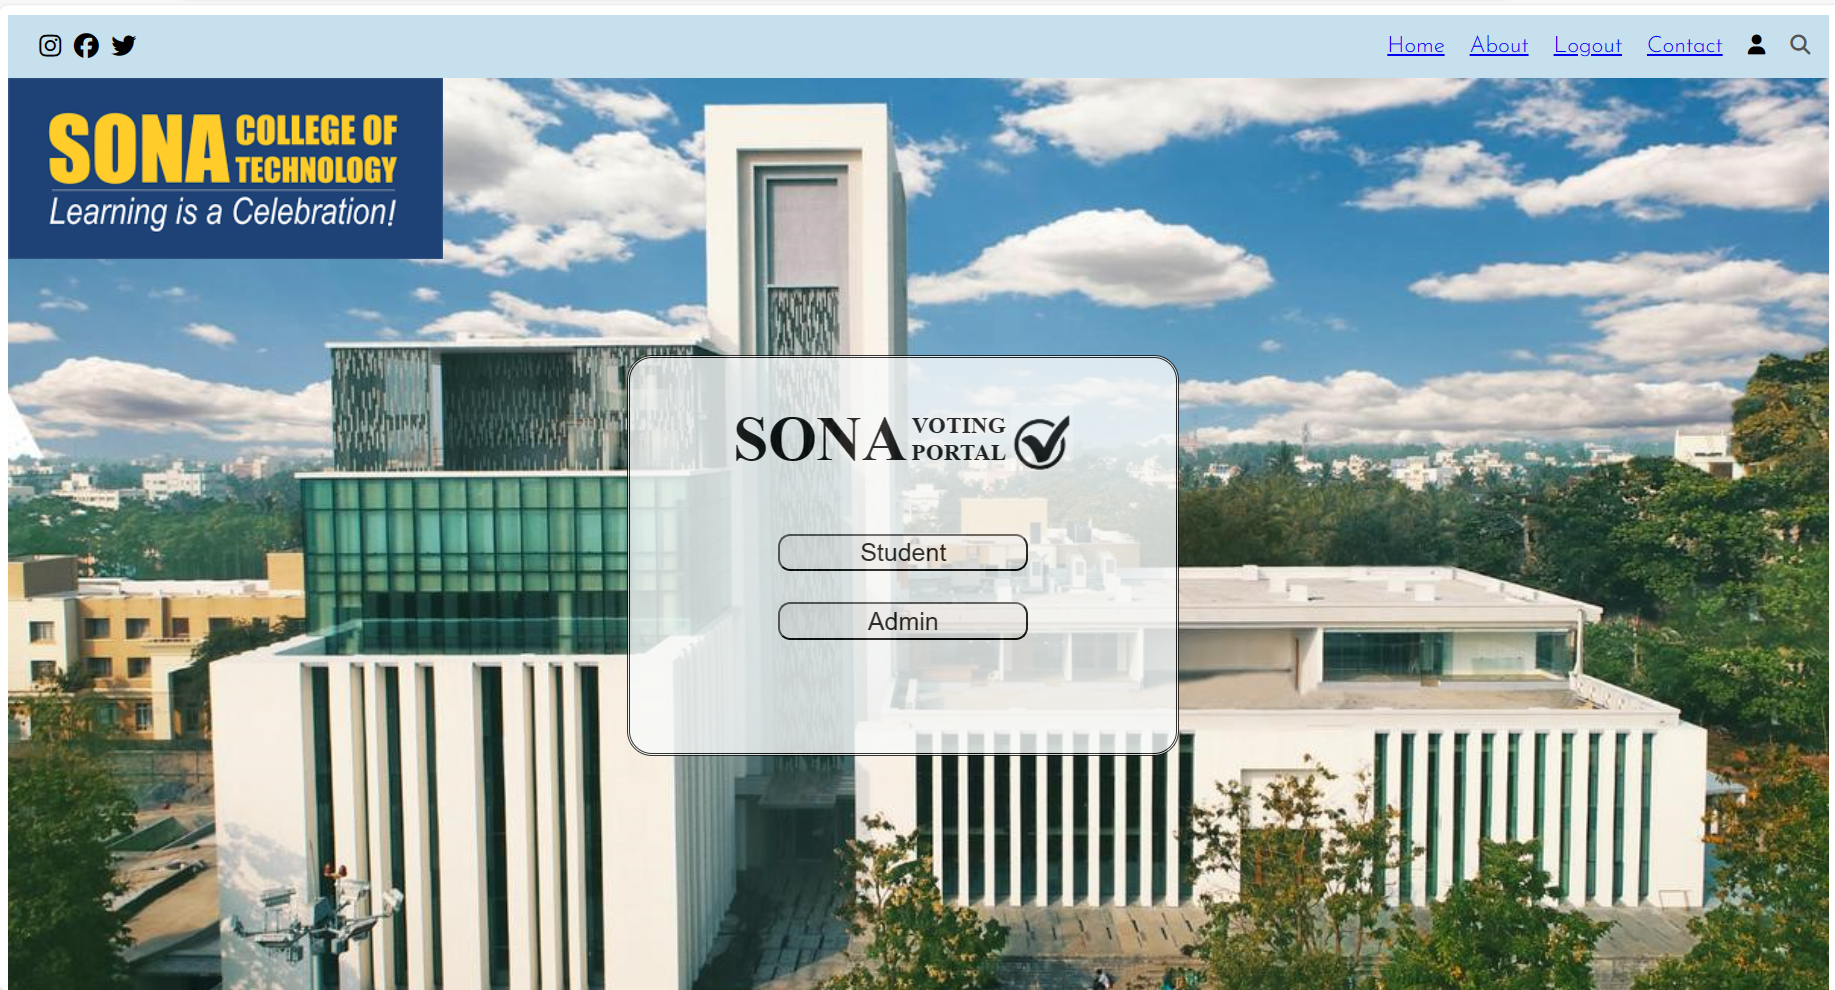 Home About Logout Contact
SONA COLLEGE OF
TECHNOLOGY
Learning is a Celebration!
SONA VOTING
PORTAL
Student
Admin